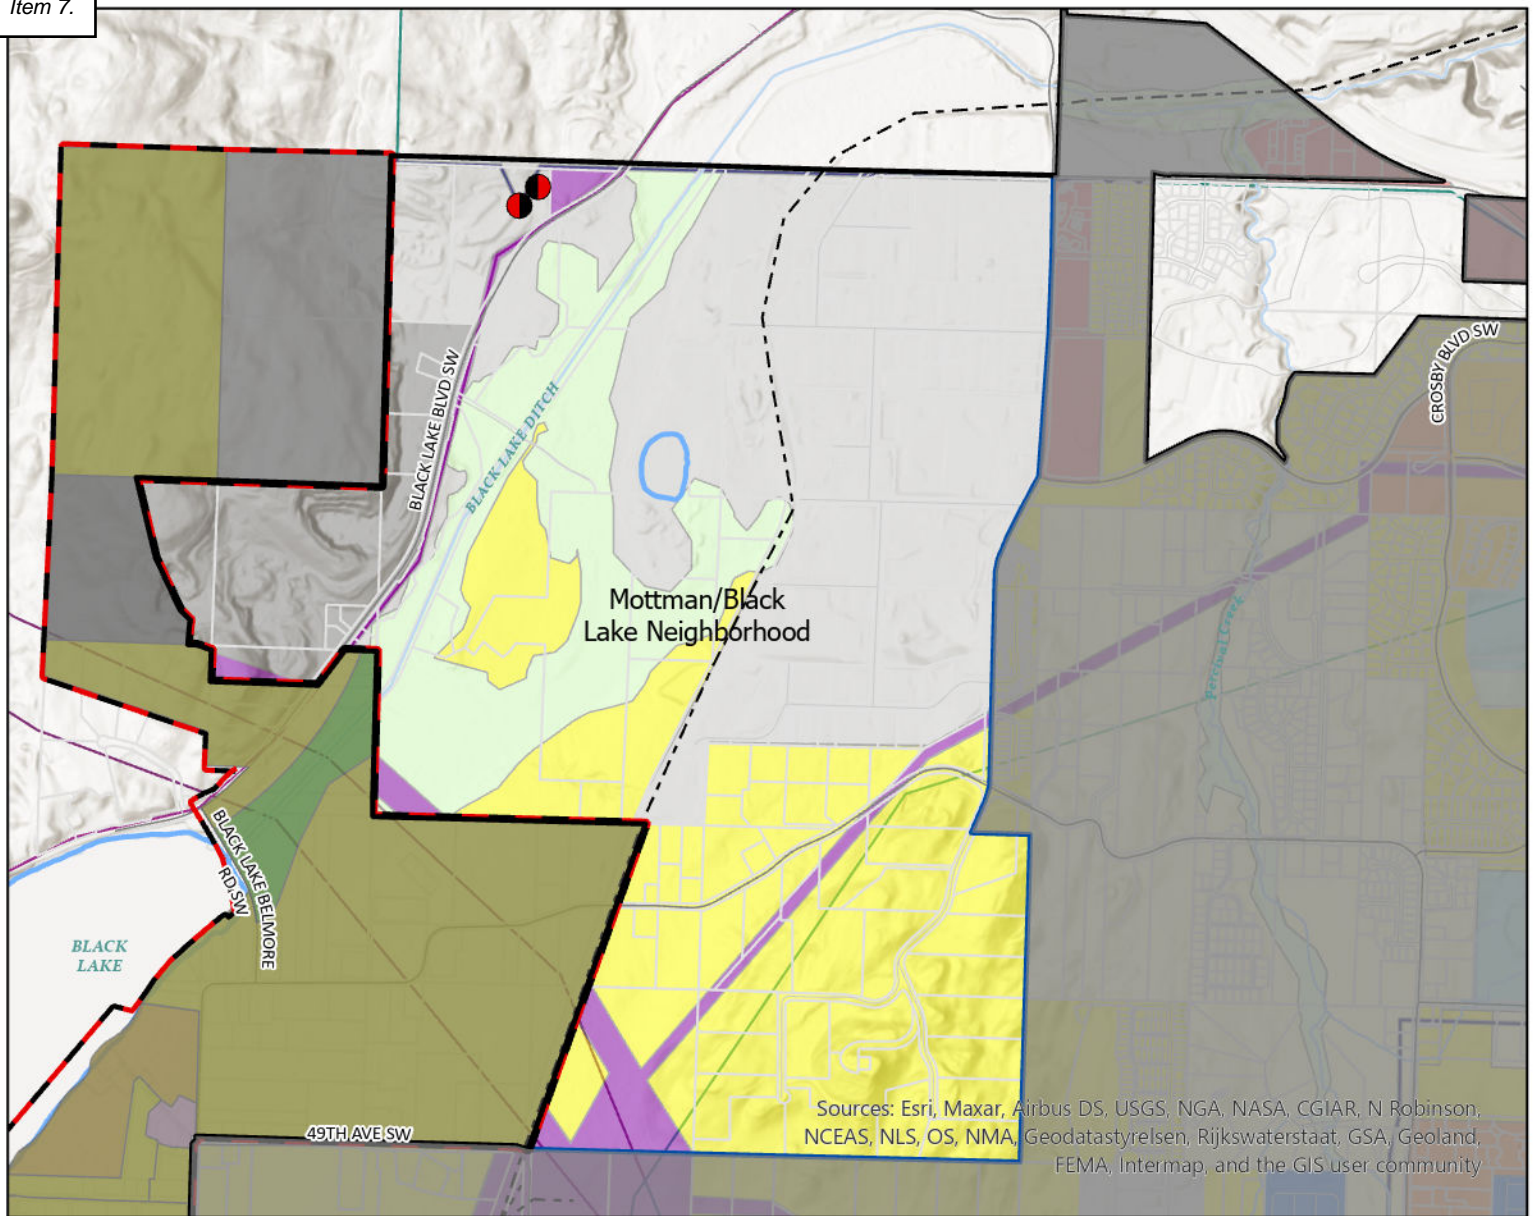 Item 7.
CROSBY BLVD SW
BLACK LAKE BLVD SW
BLACK LAKE DITCH
Mottman/Black
Lake Neighborhood
Percival Creek
BLACK LAKE BELMORE
RD SW
BLACK
LAKE
49TH AVE SW
Sources: Esri, Maxar, Airbus DS, USGS, NGA, NASA, CGIAR, N Robinson,
NCEAS, NLS, OS, NMA, Geodatastyrelsen, Rijkswaterstaat, GSA, Geoland,
FEMA, Intermap, and the GIS user community